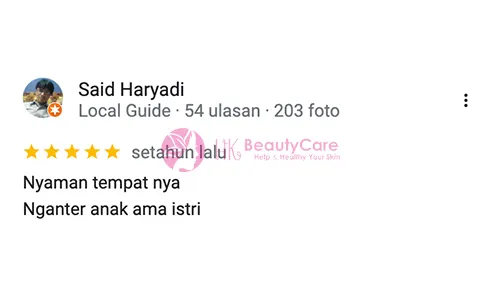 Said Haryadi
Local Guide · 54 ulasan · 203 foto
setahun lalu
UK BeautyCare
Help & Healthy Your Skin
Nyaman tempat nya
Nganter anak ama istri